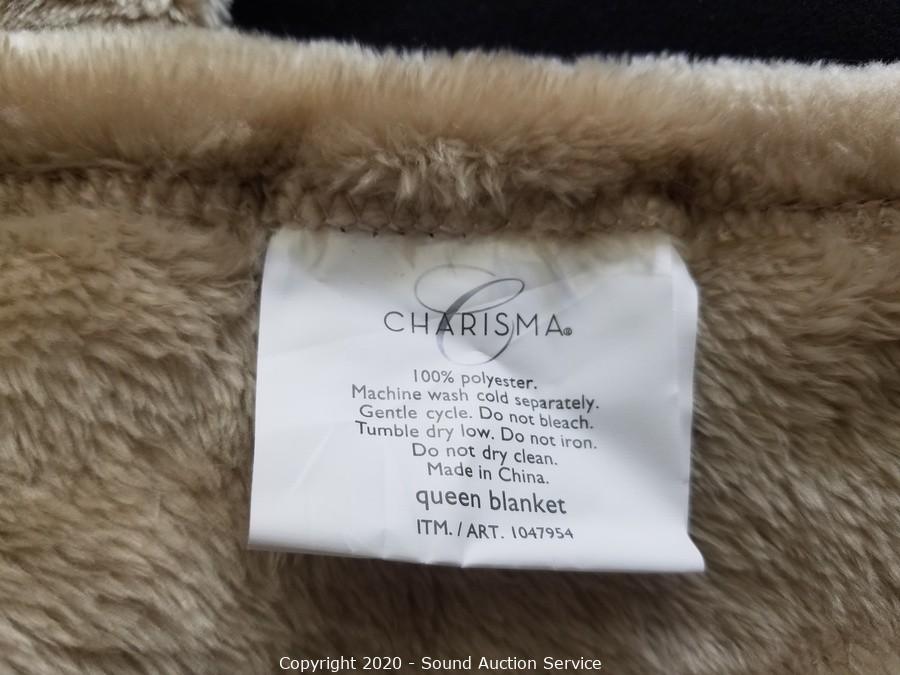 CHARISMA®
100% polyester.
Machine wash cold separately.
Gentle cycle. Do not bleach.
Tumble dry low. Do not iron.
Do not dry clean.
Made in China.
queen blanket
ITM. / ART. 1047954
Copyright 2020 - Sound Auction Service